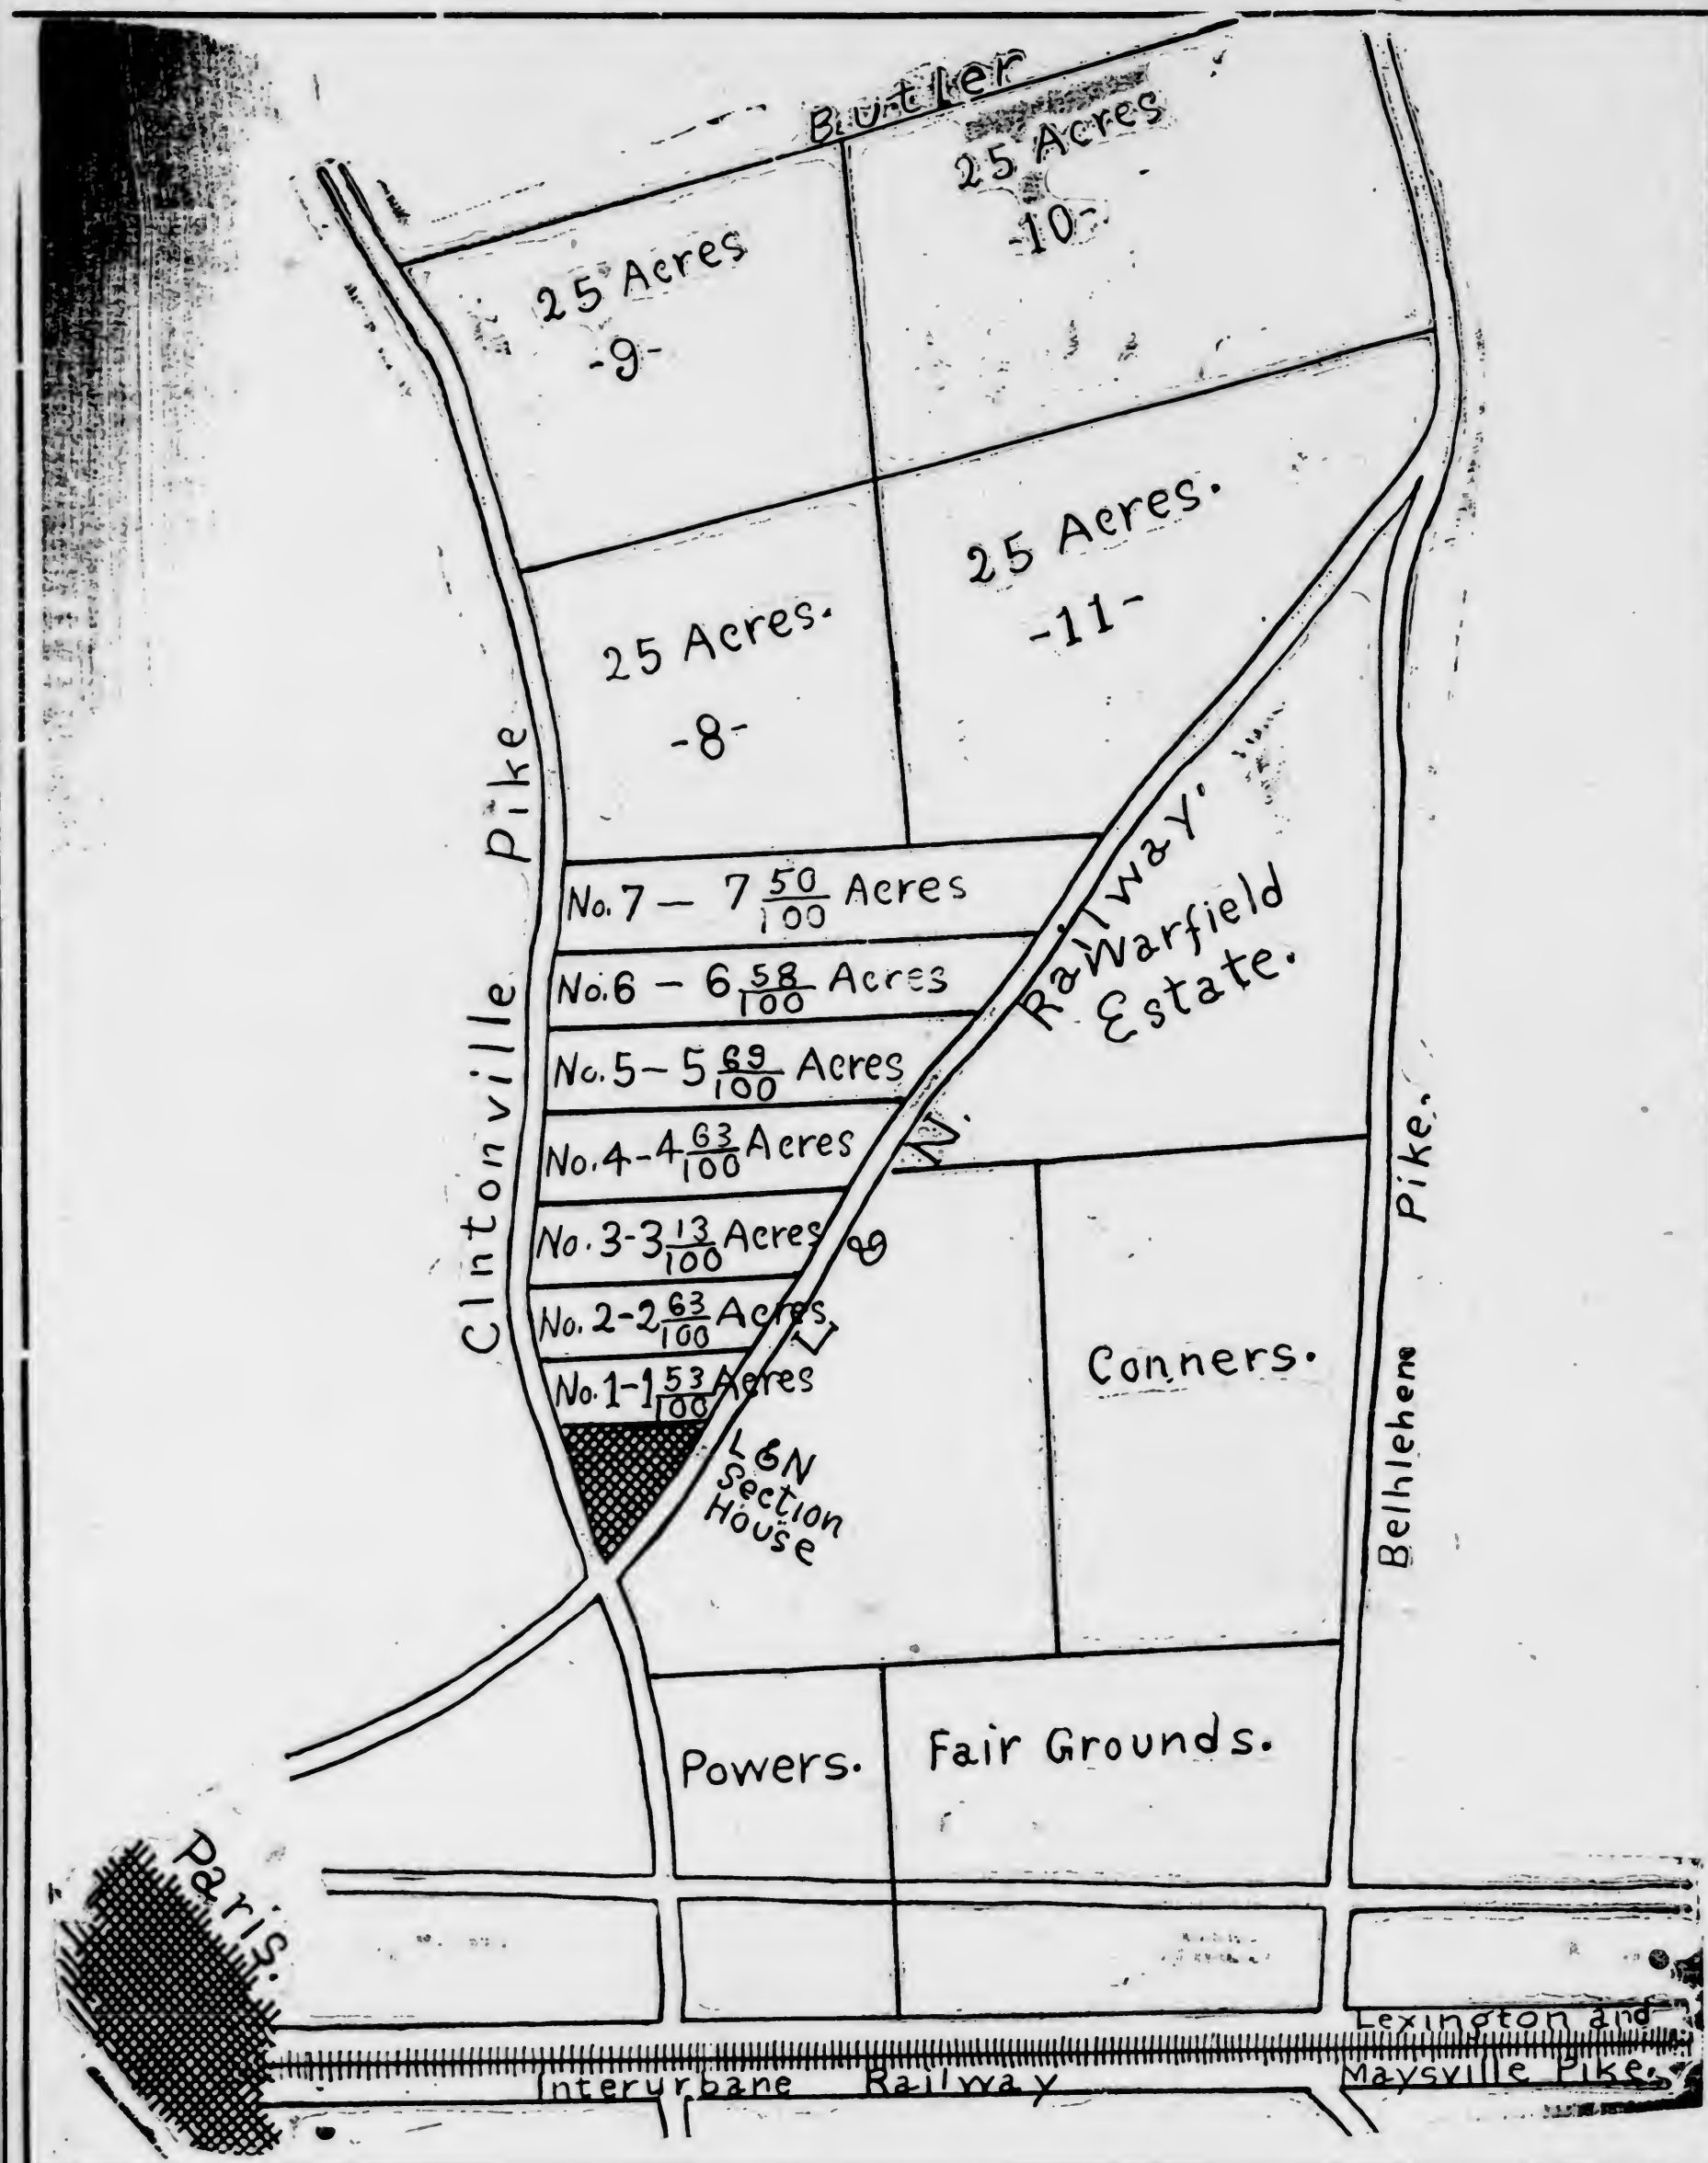 Butler
25 Acres
-10-
25 Acres
-9-
25 Acres.
-11-
25 Acres.
-8-
Clintonville Pike
No. 7 — 7 50/100 Acres
No. 6 — 6 58/100 Acres
No. 5 — 5 69/100 Acres
No. 4 - 4 63/100 Acres
No. 3 - 3 13/100 Acres
No. 2 - 2 63/100 Acres
No. 1 - 1 53/100 Acres
L & N. Railway.
Warfield
Estate.
L&N
Section
House
Conners.
Belhlehem Pike.
Powers.
Fair Grounds.
Paris.
Lexington and
Maysville Pike.
Interurbane Railway